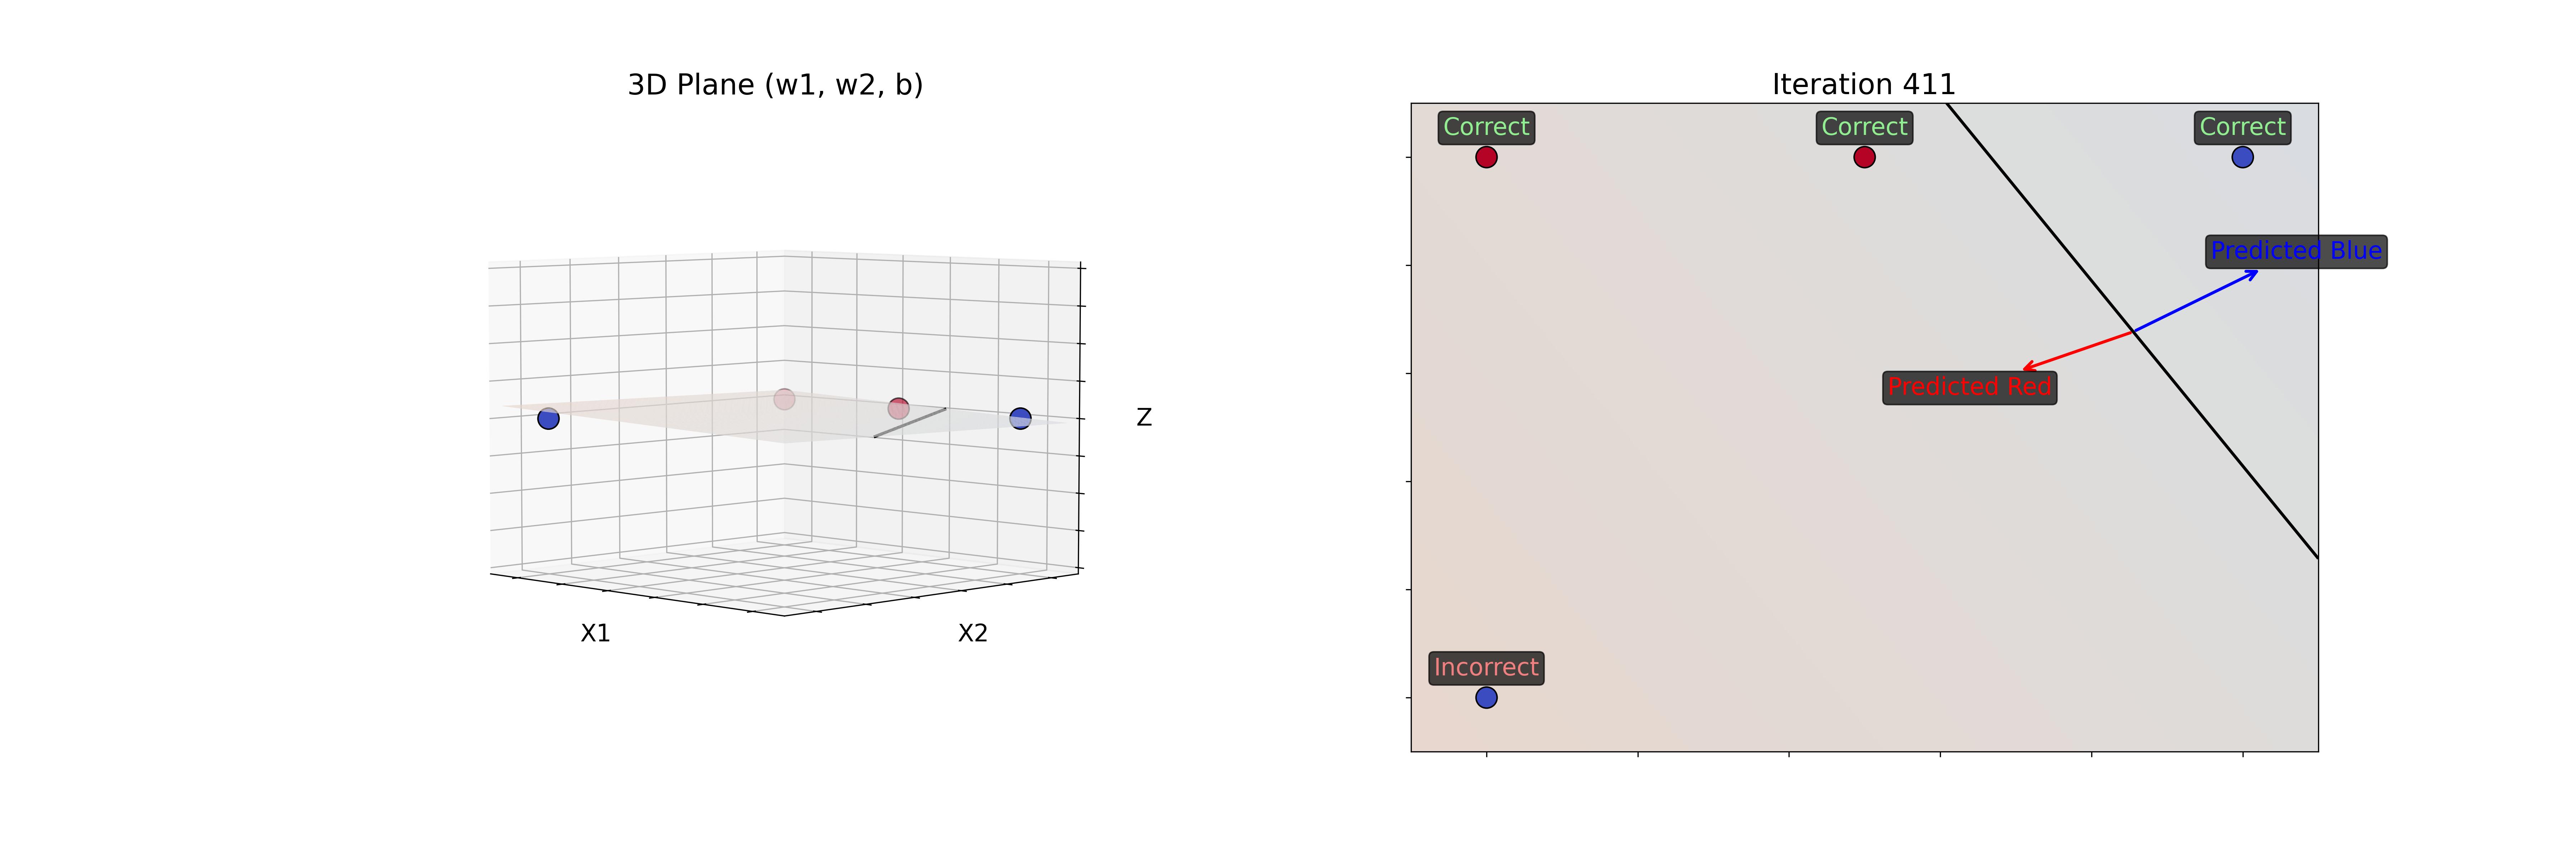 3D Plane (w1, w2, b)
Z
X1
X2
Iteration 411
Correct
Correct
Correct
Predicted Blue
Predicted Red
Incorrect